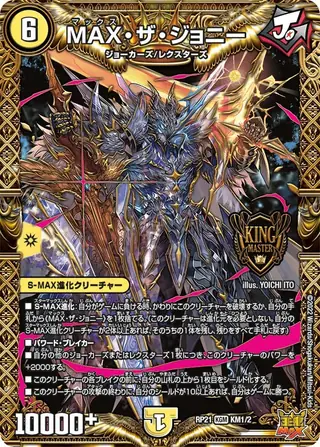 6
マックス
MAX・ザ・ジョニー
ジョーカーズ/レクスターズ
J
KING
MASTER
illus. YOICHI ITO
S-MAX進化クリーチャー
■ S-MAX進化：自分がゲームに負ける時、かわりにこのクリーチャーを破壊するか、自分の手
札から《MAX・ザ・ジョニー》を1枚捨てる。（このクリーチャーは進化元を必要としない。自分の
S-MAX進化クリーチャーが2体以上あれば、そのうちの1体を残し、残りをすべて手札に戻す）
■ パワード・ブレイカー
■ 自分の他のジョーカーズまたはレクスターズ1枚につき、このクリーチャーのパワーを
+2000する。
■ このクリーチャーの各ブレイクの前に、自分の山札の上から1枚目をシールド化する。
■ このクリーチャーの攻撃の終わりに、自分のシールドが10以上あれば、自分はゲームに勝つ。
10000+
RP21 KGM KM1/2